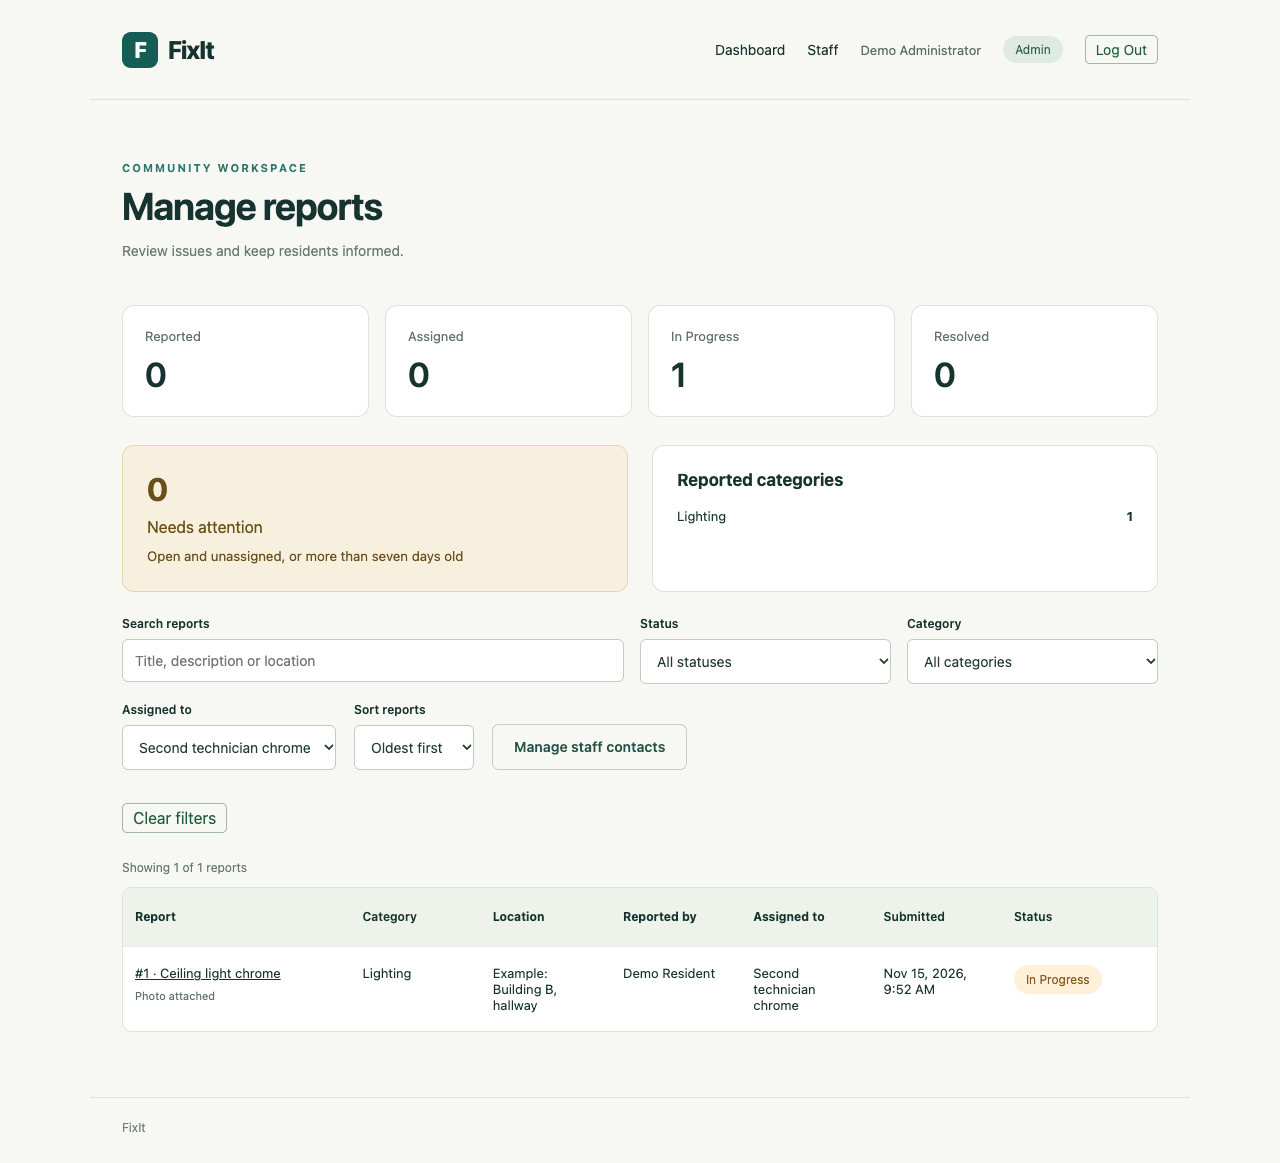 F FixIt
Dashboard Staff Demo Administrator Admin Log Out
COMMUNITY WORKSPACE
Manage reports
Review issues and keep residents informed.
Reported
0
Assigned
0
In Progress
1
Resolved
0
0
Needs attention
Open and unassigned, or more than seven days old
Reported categories
Lighting 1
Search reports
Title, description or location
Status
All statuses
Category
All categories
Assigned to
Second technician chrome
Sort reports
Oldest first
Manage staff contacts
Clear filters
Showing 1 of 1 reports
Report Category Location Reported by Assigned to Submitted Status
#1 · Ceiling light chrome
Photo attached
Lighting
Example:
Building B,
hallway
Demo Resident
Second
technician
chrome
Nov 15, 2026,
9:52 AM
In Progress
FixIt